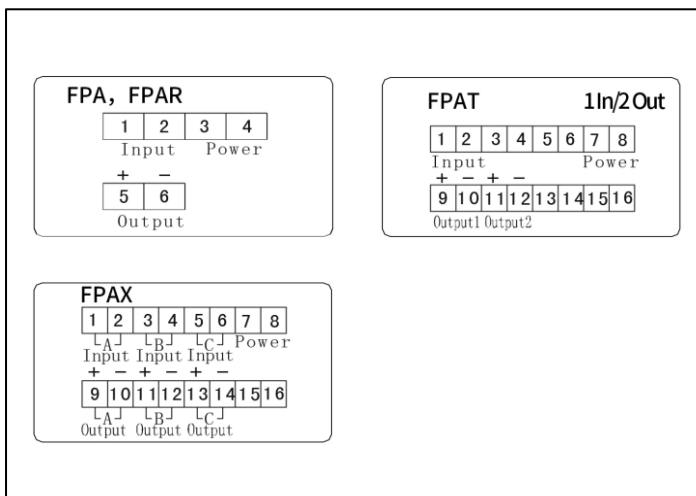 FPA, FPAR
1 2 3 4
Input Power
+ −
5 6
Output
FPAT 1In/2Out
1 2 3 4 5 6 7 8
Input Power
+ − + −
9 10 11 12 13 14 15 16
Output1 Output2
FPAX
1 2 3 4 5 6 7 8
A B C Power
Input Input Input
+ − + − + −
9 10 11 12 13 14 15 16
A B C
Output Output Output